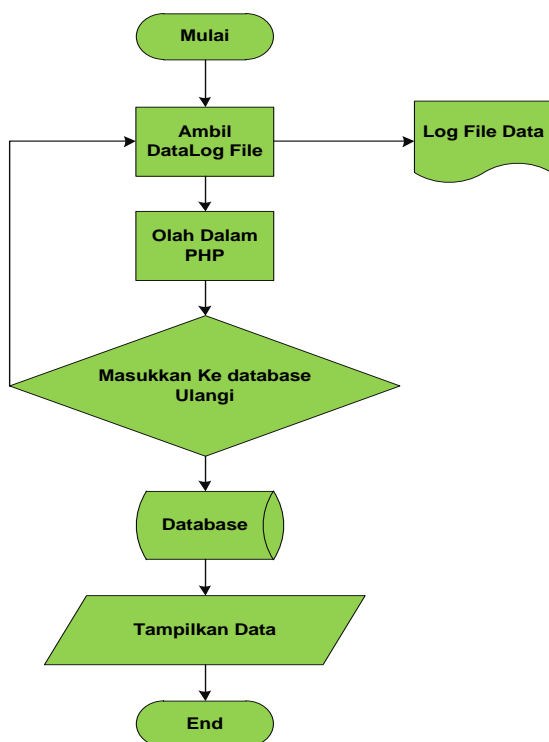 Mulai
Ambil
DataLog File
Log File Data
Olah Dalam
PHP
Masukkan Ke database
Ulangi
Database
Tampilkan Data
End